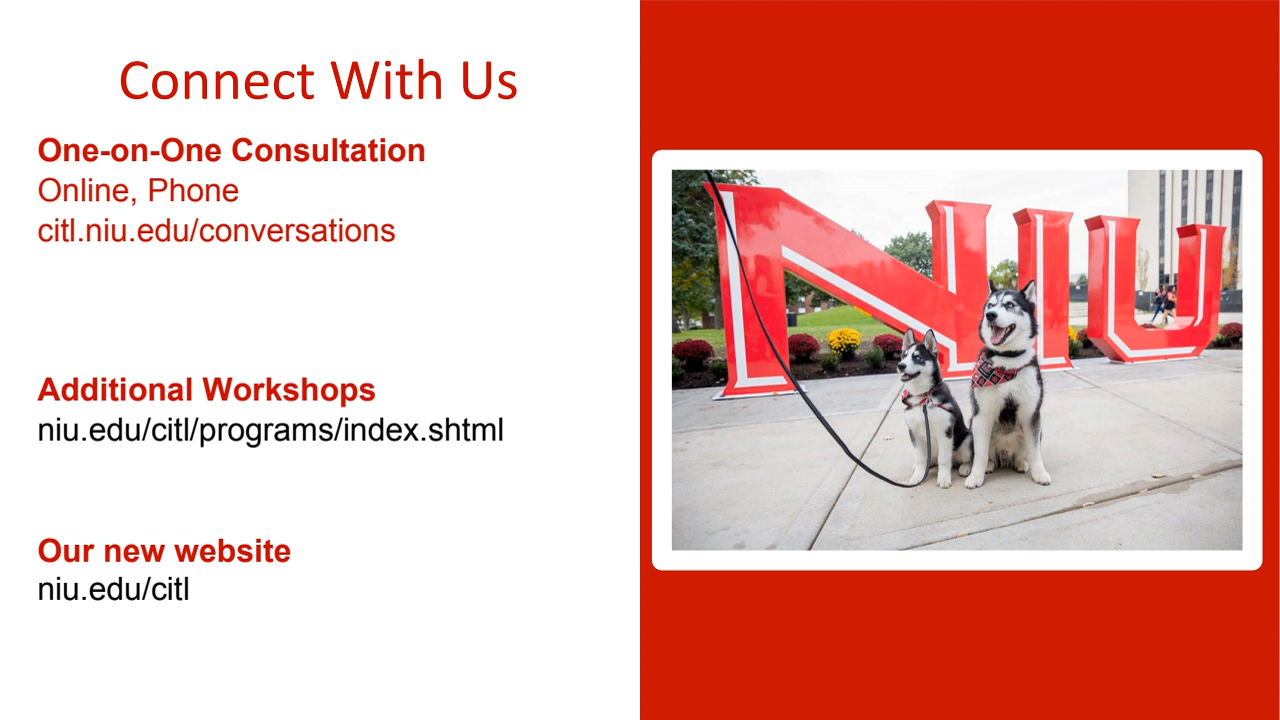 Connect With Us
One-on-One Consultation
Online, Phone
citl.niu.edu/conversations
Additional Workshops
niu.edu/citl/programs/index.shtml
Our new website
niu.edu/citl
NIU